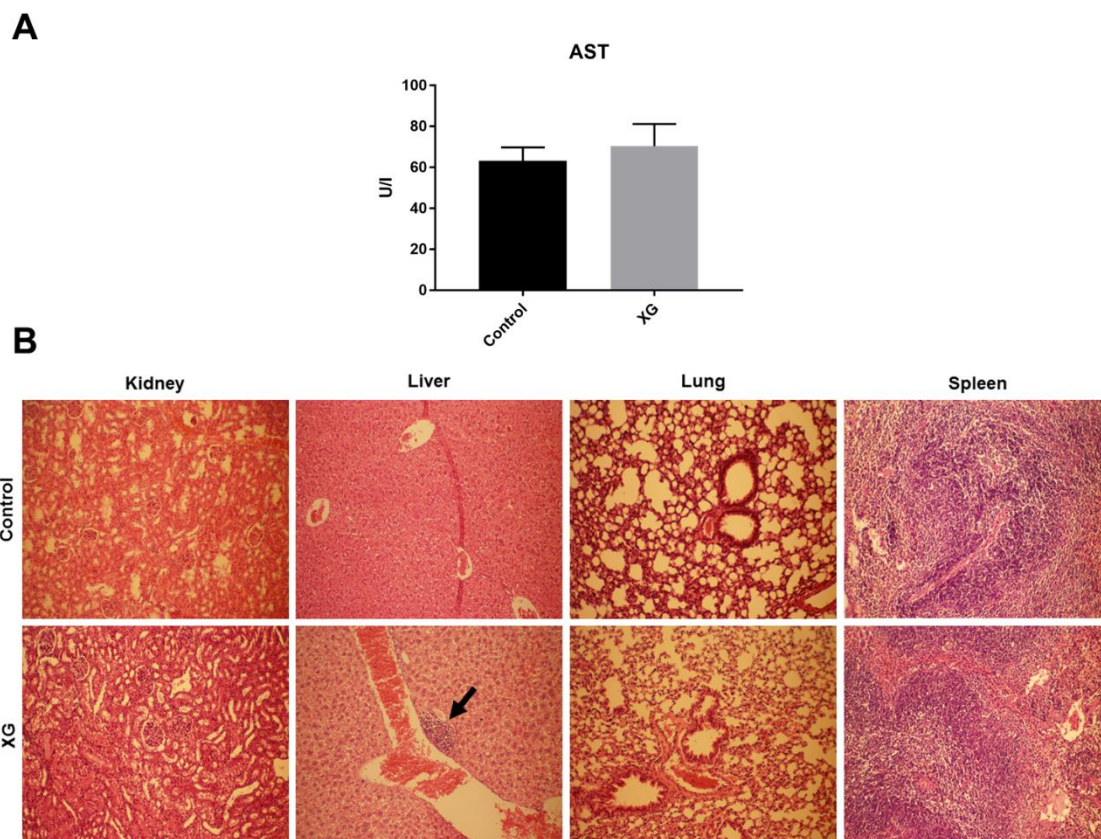 A
AST
100
80
60
40
20
0
U/l
Control
XG
B
Kidney
Liver
Lung
Spleen
Control
XG